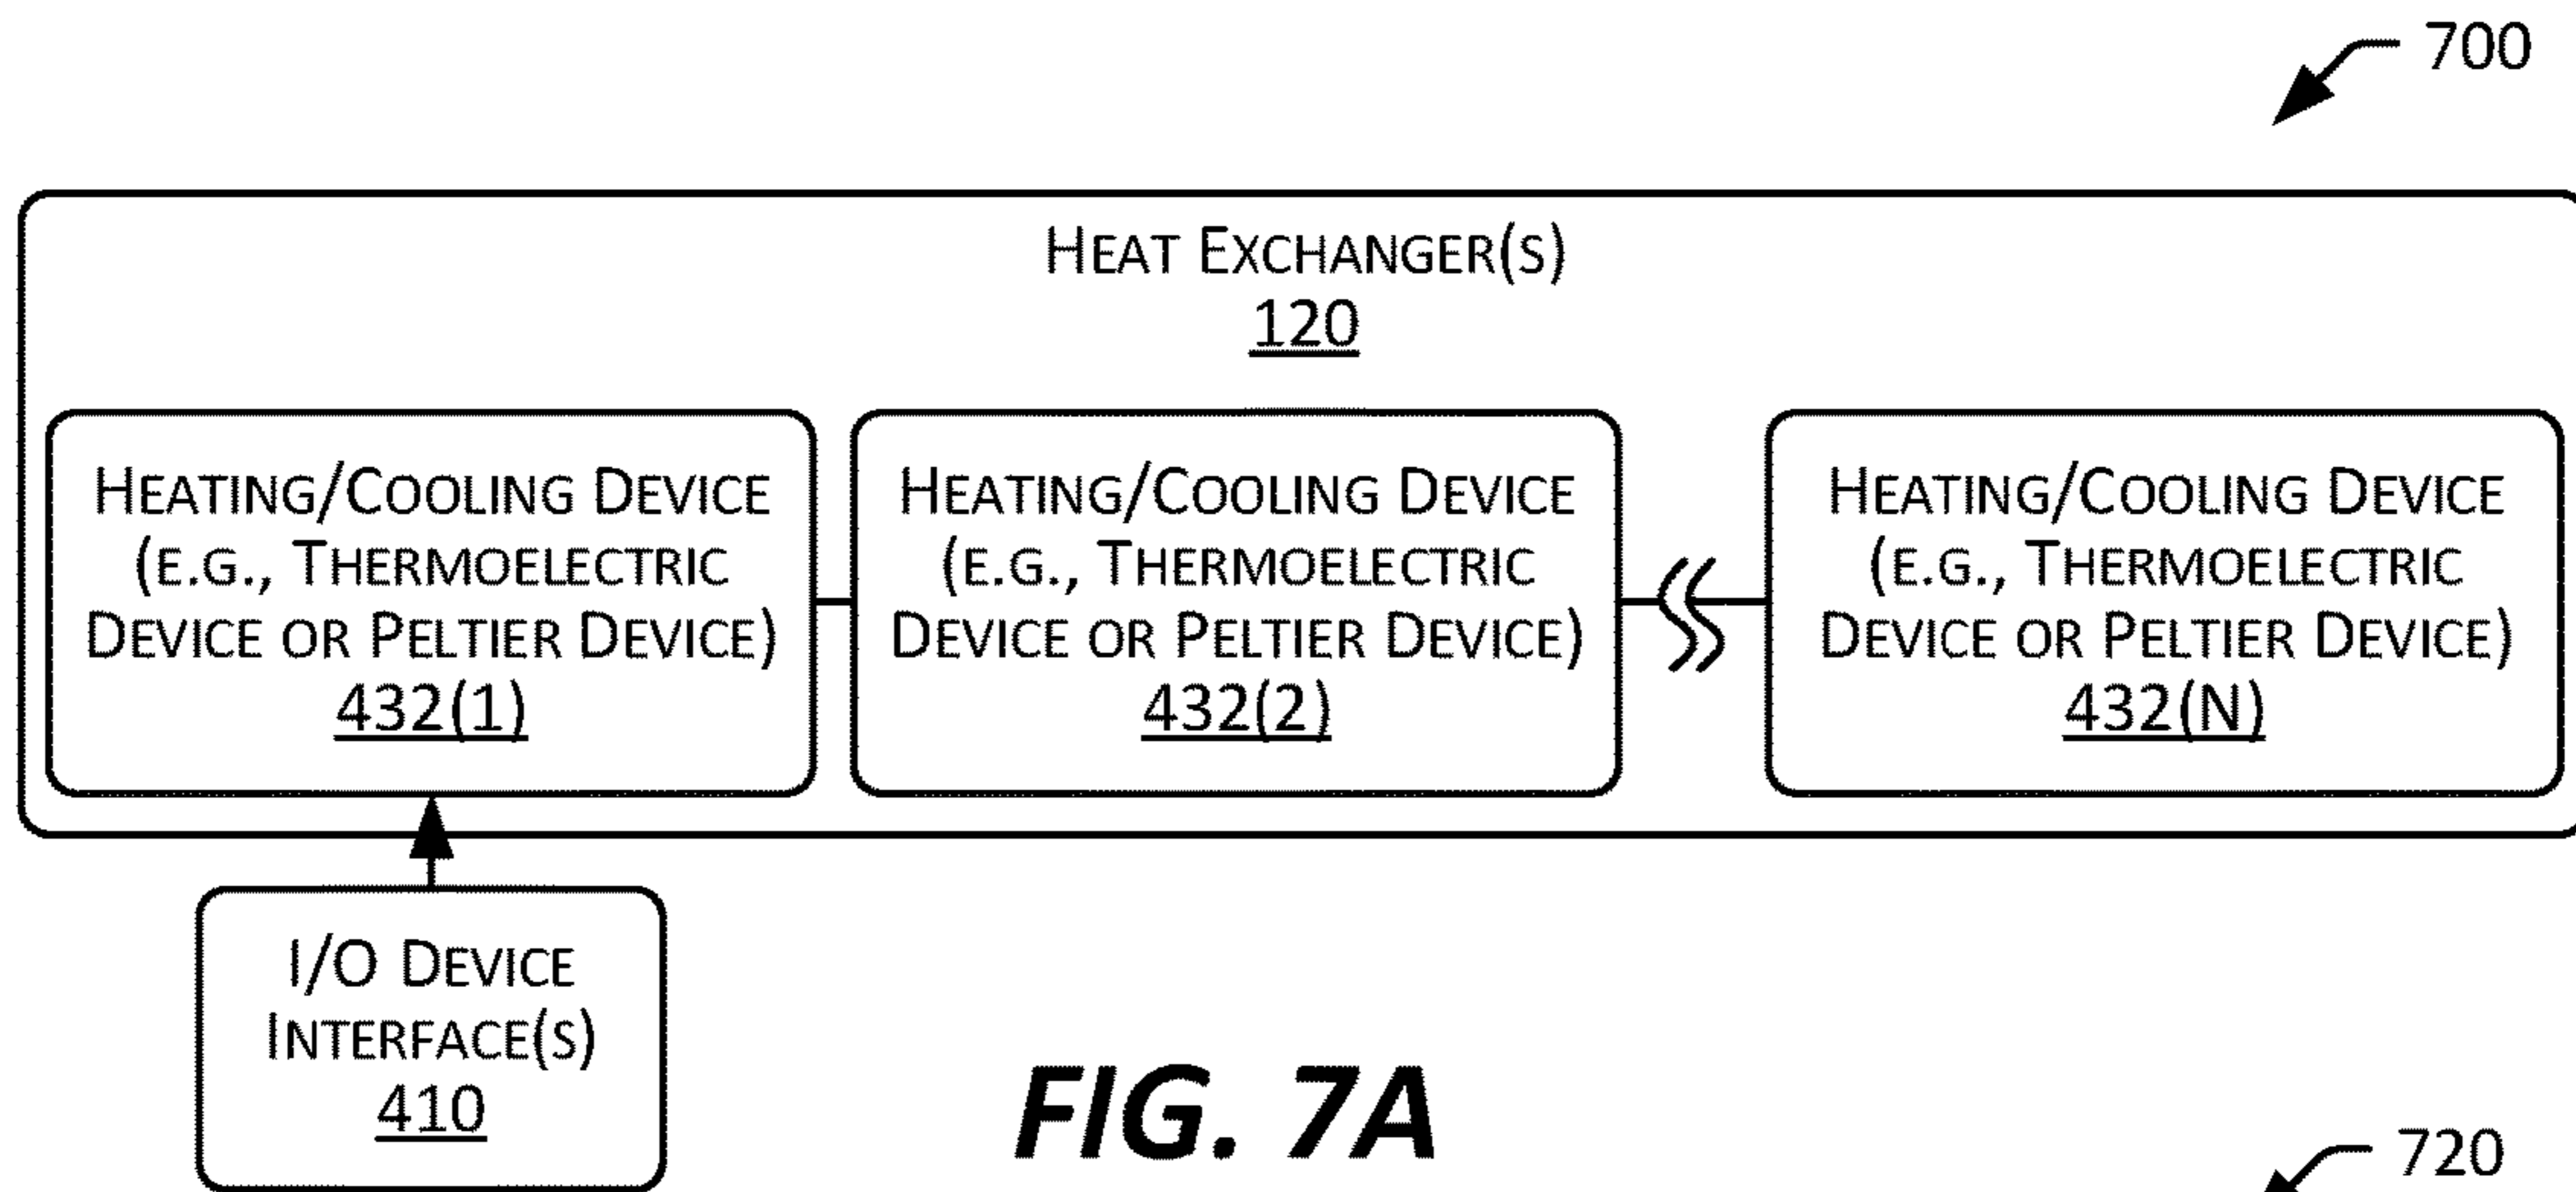 700
HEAT EXCHANGER(S)
120
HEATING/COOLING DEVICE
(E.G., THERMOELECTRIC
DEVICE OR PELTIER DEVICE)
432(1)
HEATING/COOLING DEVICE
(E.G., THERMOELECTRIC
DEVICE OR PELTIER DEVICE)
432(2)
HEATING/COOLING DEVICE
(E.G., THERMOELECTRIC
DEVICE OR PELTIER DEVICE)
432(N)
I/O DEVICE
INTERFACE(S)
410
FIG. 7A
720